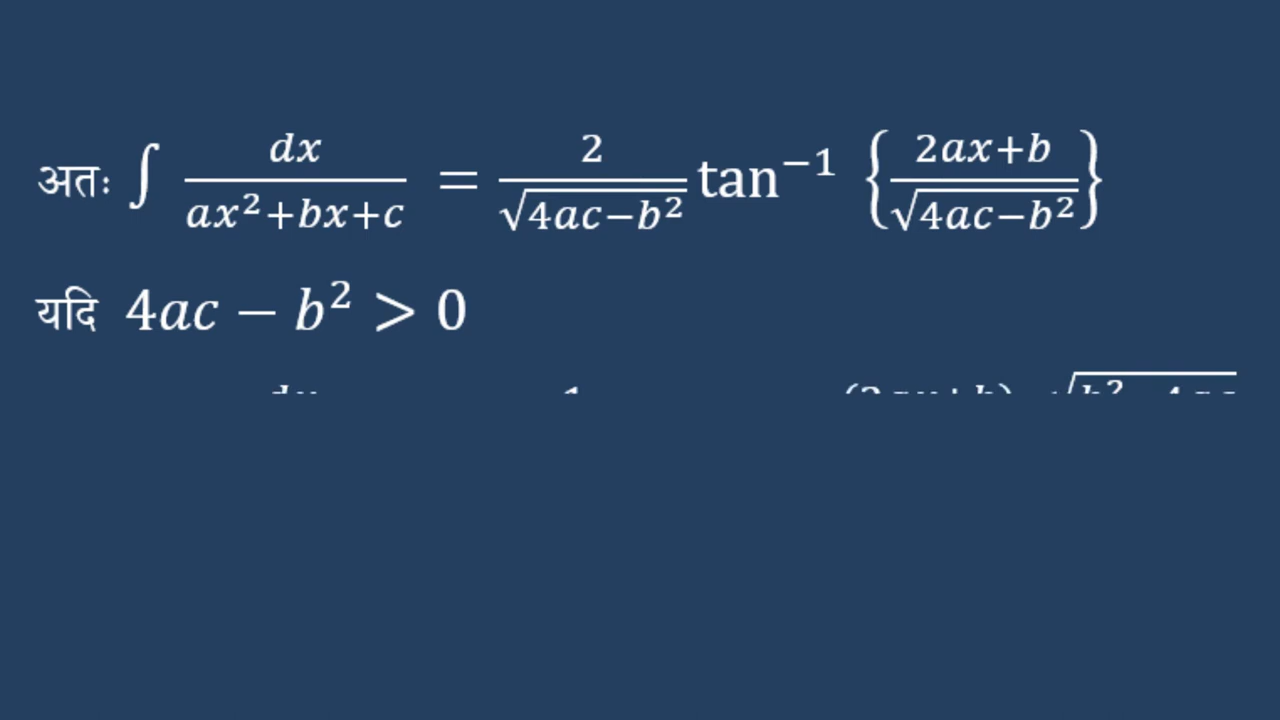 अतः ∫ dx/(ax²+bx+c) = 2/√(4ac−b²) tan⁻¹ {(2ax+b)/√(4ac−b²)}
यदि 4ac − b² > 0